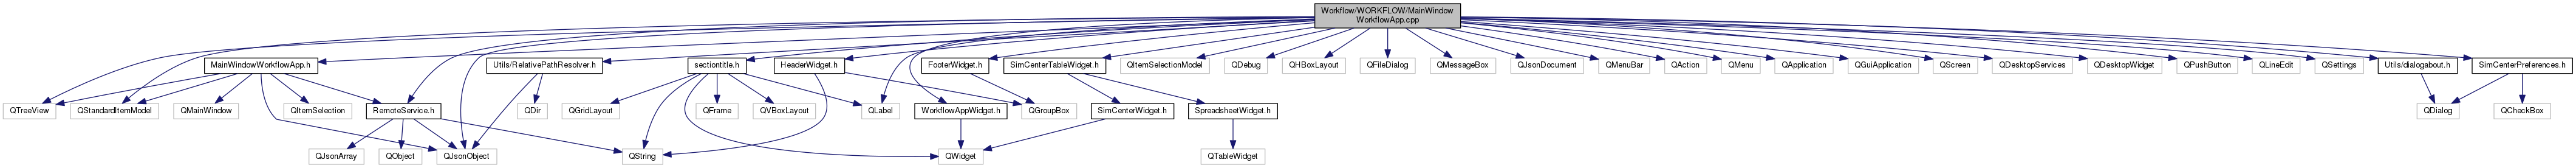 Workflow/WORKFLOW/MainWindow
WorkflowApp.cpp
MainWindowWorkflowApp.h
Utils/RelativePathResolver.h
sectiontitle.h
HeaderWidget.h
FooterWidget.h
SimCenterTableWidget.h
QItemSelectionModel
QDebug
QHBoxLayout
QFileDialog
QMessageBox
QJsonDocument
QMenuBar
QAction
QMenu
QApplication
QGuiApplication
QScreen
QDesktopServices
QDesktopWidget
QPushButton
QLineEdit
QSettings
Utils/dialogabout.h
SimCenterPreferences.h
QTreeView
QStandardItemModel
QMainWindow
QItemSelection
RemoteService.h
QDir
QGridLayout
QFrame
QVBoxLayout
QLabel
WorkflowAppWidget.h
QGroupBox
SimCenterWidget.h
SpreadsheetWidget.h
QDialog
QCheckBox
QJsonArray
QObject
QJsonObject
QString
QWidget
QTableWidget